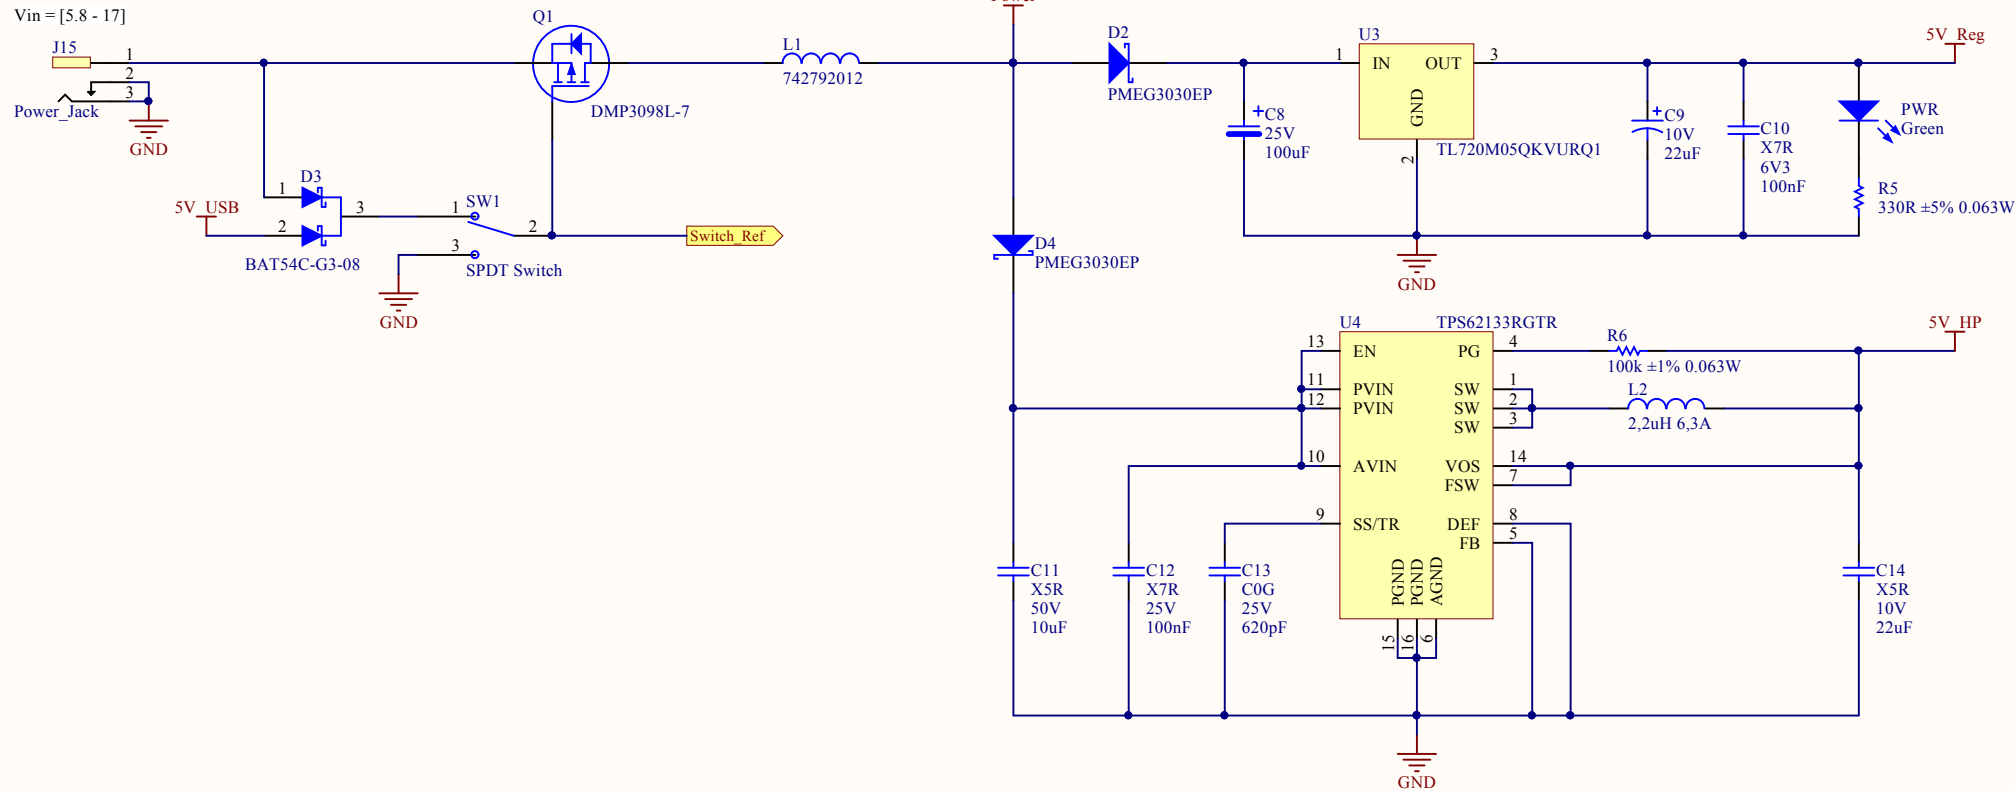 Vin = [5.8 - 17]
J15
1
2
3
Power_Jack
GND
Q1
DMP3098L-7
L1
742792012
D3
1
2
3
5V_USB
BAT54C-G3-08
SW1
1
2
3
SPDT Switch
GND
Switch_Ref
D2
PMEG3030EP
D4
PMEG3030EP
+
C8
25V
100uF
U3
1
IN
OUT
3
GND
2
TL720M05QKVURQ1
GND
+
C9
10V
22uF
C10
X7R
6V3
100nF
5V_Reg
PWR
Green
R5
330R ±5% 0.063W
U4
TPS62133RGTR
13
EN
PG
4
11
PVIN
SW
1
12
PVIN
SW
2
SW
3
10
AVIN
VOS
14
FSW
7
9
SS/TR
DEF
8
FB
5
PGND
PGND
AGND
15
16
6
R6
100k ±1% 0.063W
L2
2,2uH 6,3A
5V_HP
C11
X5R
50V
10uF
C12
X7R
25V
100nF
C13
C0G
25V
620pF
C14
X5R
10V
22uF
GND